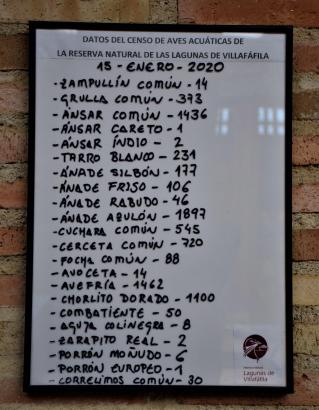 DATOS DEL CENSO DE AVES ACUÁTICAS DE
LA RESERVA NATURAL DE LAS LAGUNAS DE VILLAFÁFILA
15 - ENERO - 2020
- ZAMPULLÍN COMÚN - 14
- GRULLA COMÚN - 373
- ÁNSAR COMÚN - 1436
- ÁNSAR CARETO - 1
- ÁNSAR ÍNDIO - 2
- TARRO BLANCO - 231
- ÁNADE SILBÓN - 177
- ÁNADE FRISO - 106
- ÁNADE RABUDO - 46
- ÁNADE AZULÓN - 1897
- CUCHARA COMÚN - 545
- CERCETA COMÚN - 720
- FOCHA COMÚN - 88
- AVOCETA - 14
- AVEFRÍA - 1462
- CHORLITO DORADO - 1100
- COMBATIENTE - 50
- AGUJA COLINEGRA - 8
- ZARAPITO REAL - 2
- PORRÓN MOÑUDO - 6
- PORRÓN EUROPEO - 1
- CORRELIMOS COMÚN - 30
Lagunas de
Villafáfila